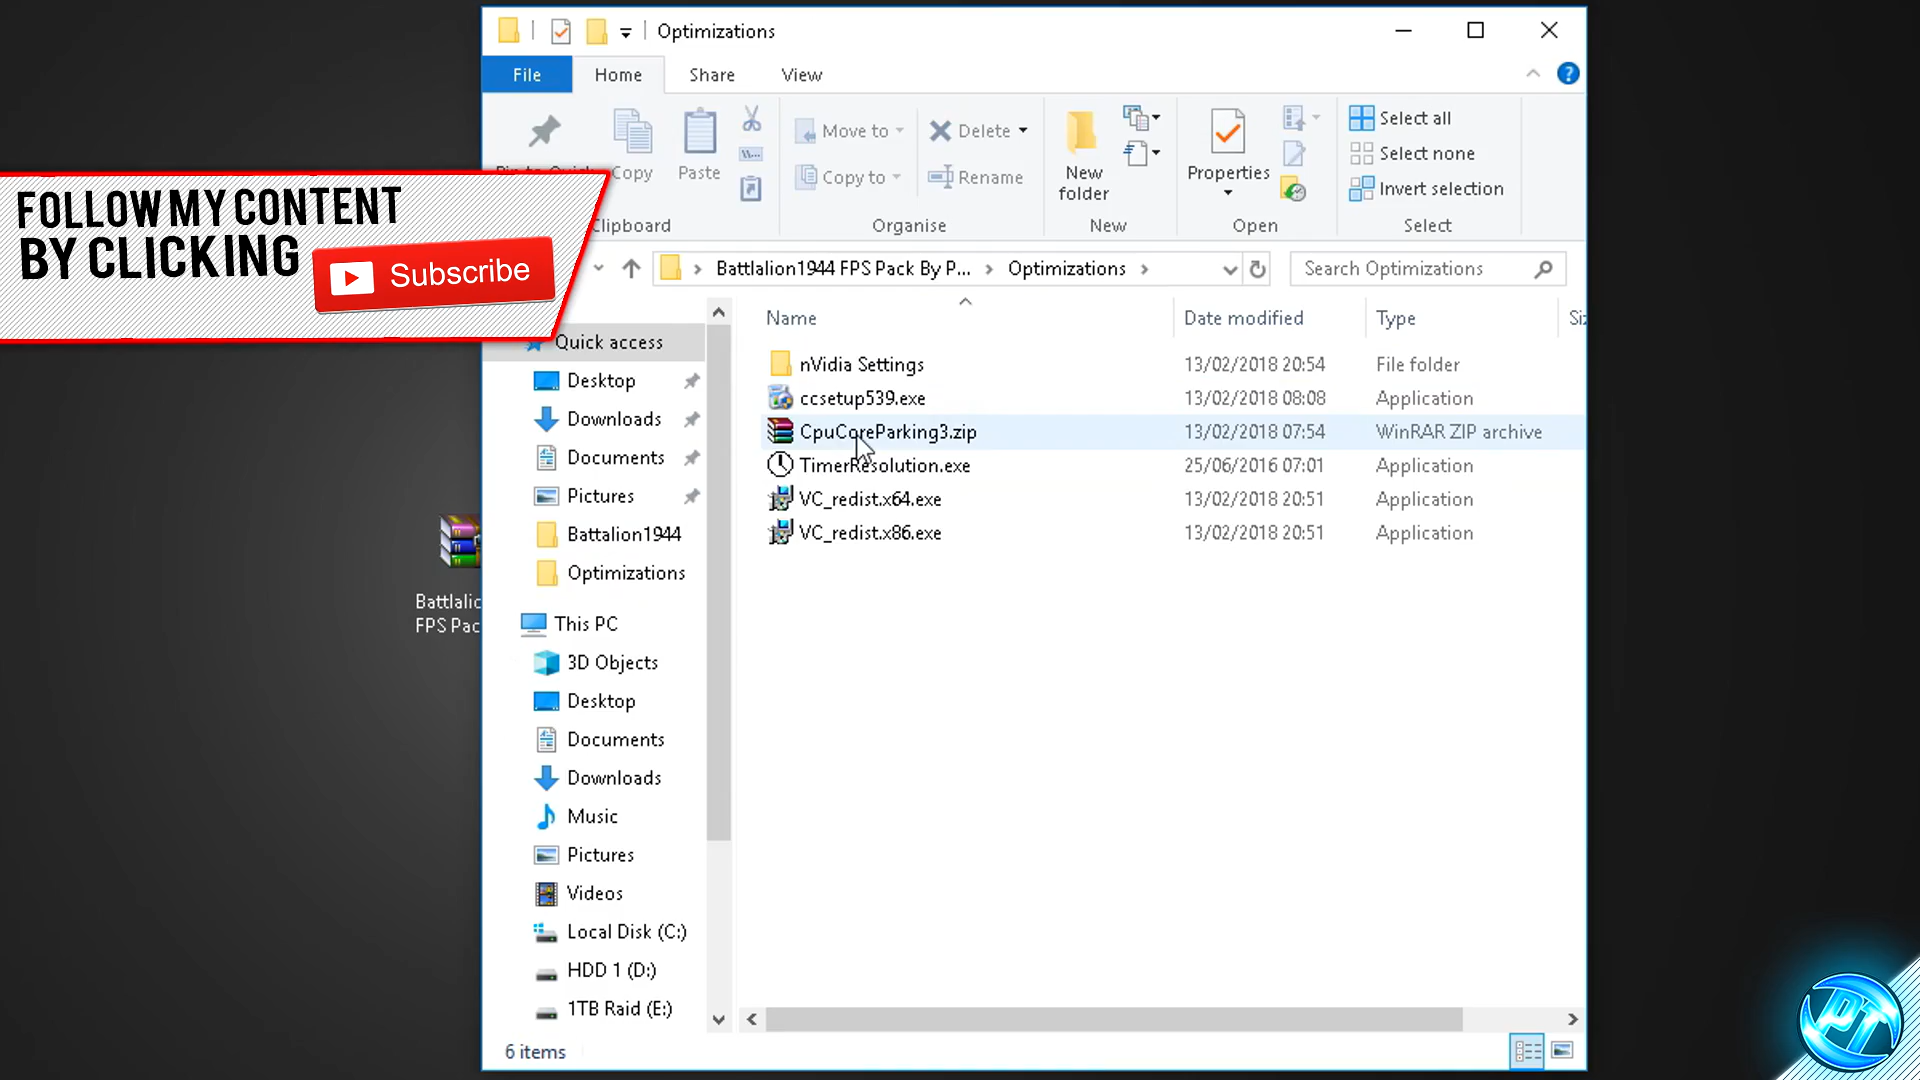 Optimizations
File
Home
Share
View
Copy
Paste
Move to
Copy to
Delete
Rename
New
folder
Properties
Select all
Select none
Invert selection
Clipboard
Organise
New
Open
Select
FOLLOW MY CONTENT
BY CLICKING
Subscribe
Battlalion1944 FPS Pack By P... > Optimizations >
Search Optimizations
Name
Date modified
Type
nVidia Settings 13/02/2018 20:54 File folder
ccsetup539.exe 13/02/2018 08:08 Application
CpuCoreParking3.zip 13/02/2018 07:54 WinRAR ZIP archive
TimerResolution.exe 25/06/2016 07:01 Application
VC_redist.x64.exe 13/02/2018 20:51 Application
VC_redist.x86.exe 13/02/2018 20:51 Application
Quick access
Desktop
Downloads
Documents
Pictures
Battalion1944
Optimizations
This PC
3D Objects
Desktop
Documents
Downloads
Music
Pictures
Videos
Local Disk (C:)
HDD 1 (D:)
1TB Raid (E:)
Battlalic
FPS Pac
6 items
PT